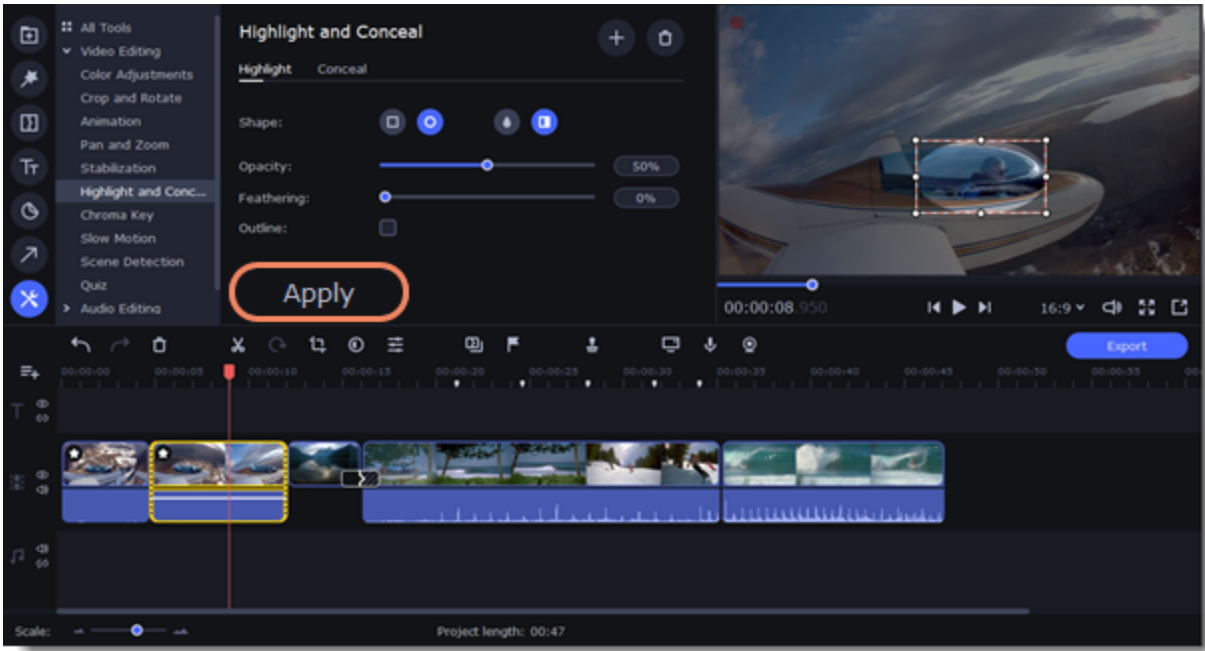 All Tools
Video Editing
Color Adjustments
Crop and Rotate
Animation
Pan and Zoom
Stabilization
Highlight and Conc...
Chroma Key
Slow Motion
Scene Detection
Quiz
Audio Editing
Highlight and Conceal
Highlight Conceal
Shape:
Opacity: 50%
Feathering: 0%
Outline:
Apply
00:00:08.950
16:9
Export
00:00:00 00:00:05 00:00:10 00:00:15 00:00:20 00:00:25 00:00:30 00:00:35 00:00:40 00:00:45 00:00:50 00:00:55
Scale:
Project length: 00:47